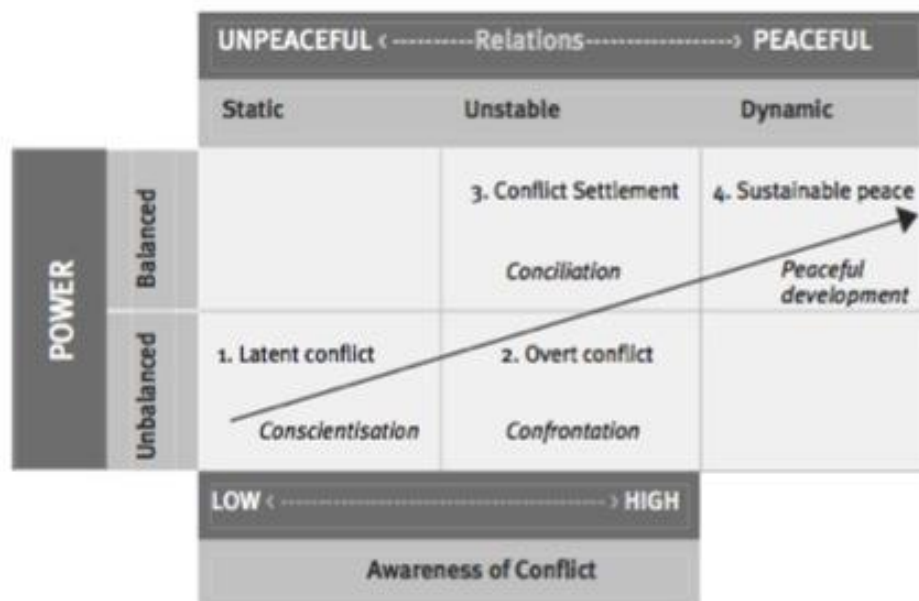 UNPEACEFUL <----------Relations---------------> PEACEFUL
Static Unstable Dynamic
POWER
Balanced
3. Conflict Settlement 4. Sustainable peace
Conciliation Peaceful
development
Unbalanced
1. Latent conflict 2. Overt conflict
Conscientisation Confrontation
LOW <------------------------------------> HIGH
Awareness of Conflict